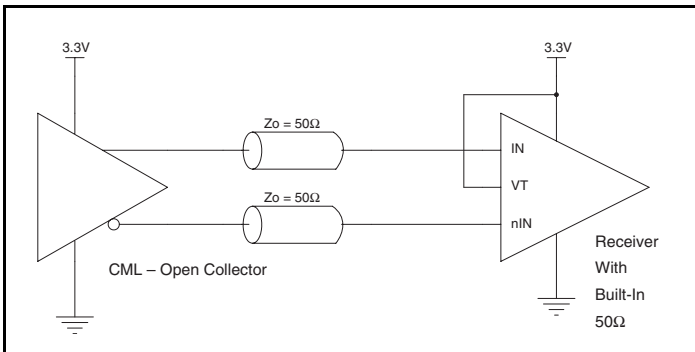 3.3V
3.3V
Zo = 50Ω
IN
VT
Zo = 50Ω
nIN
CML – Open Collector
Receiver
With
Built-In
50Ω